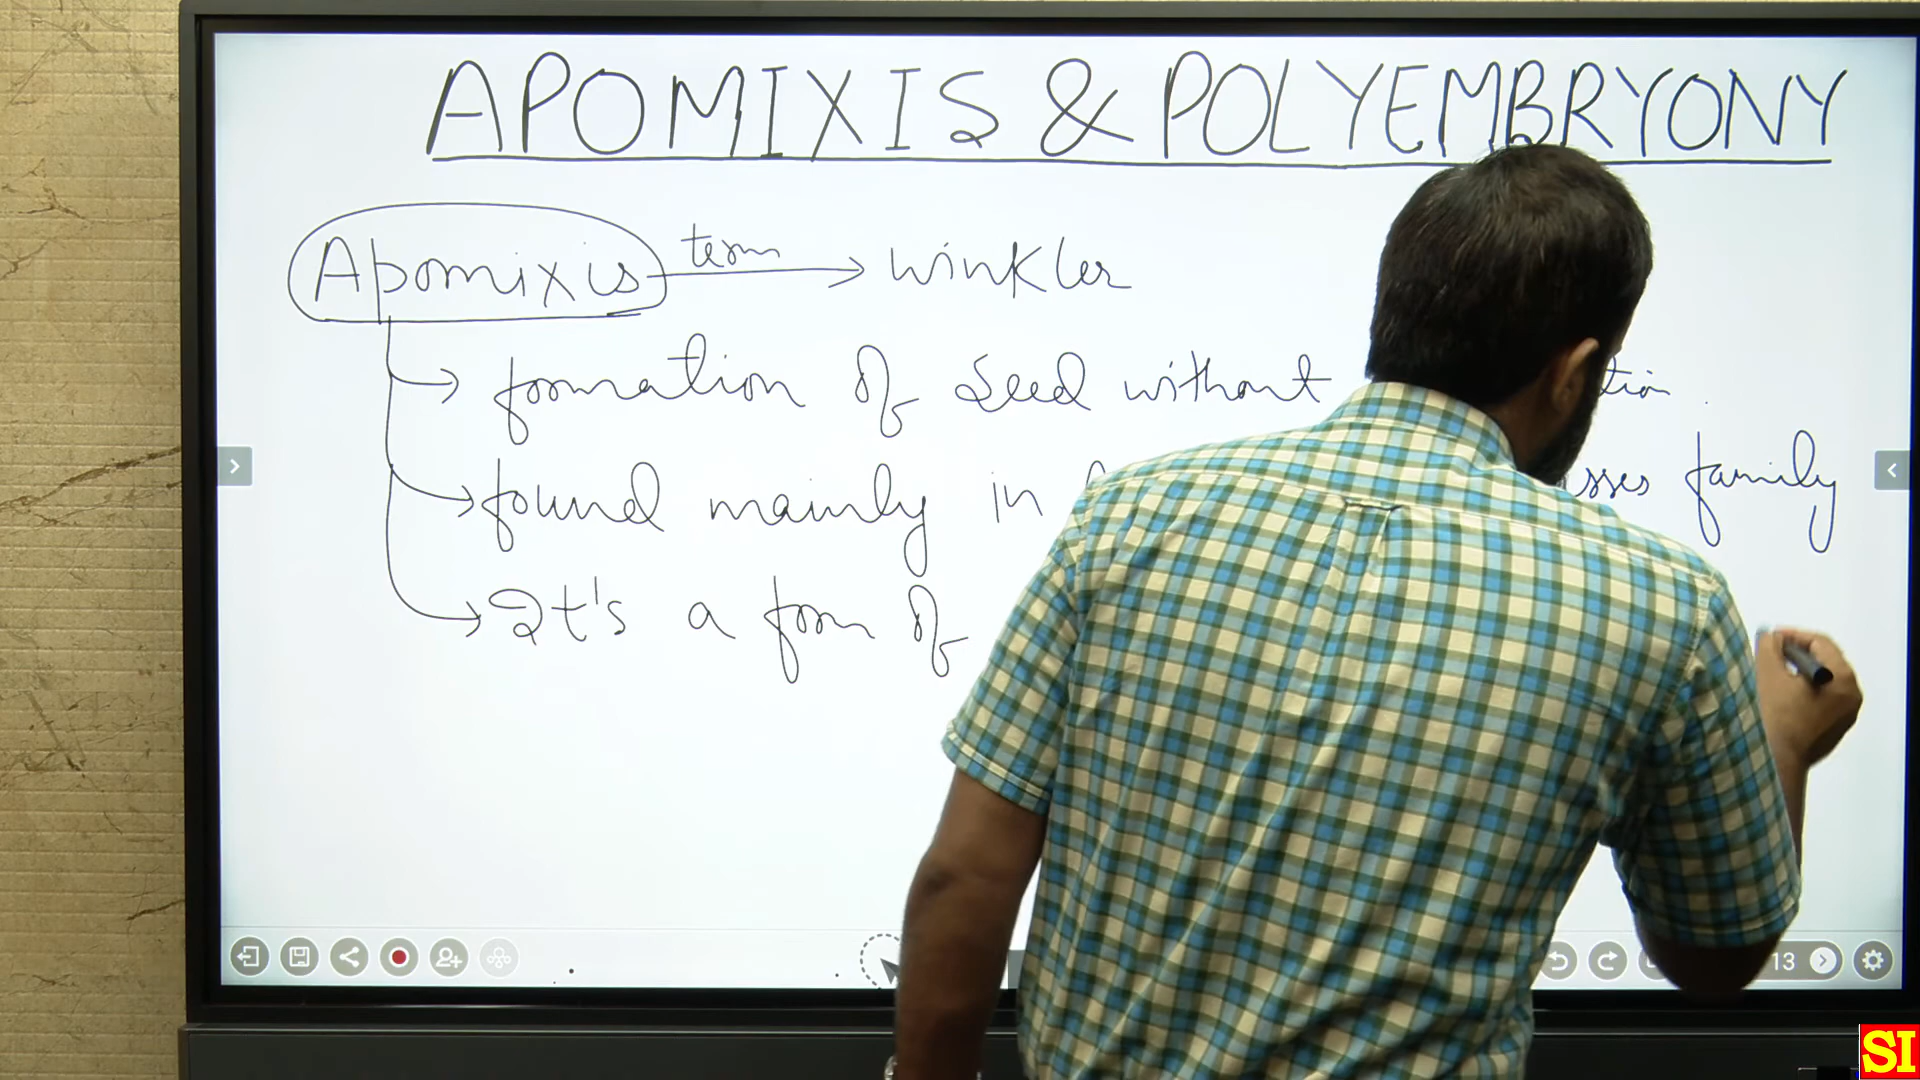 APOMIXIS & POLYEMBRYONY
Apomixis term → winkler
→ formation of seed without
→ found mainly in family
→ It's a form of
13
SI